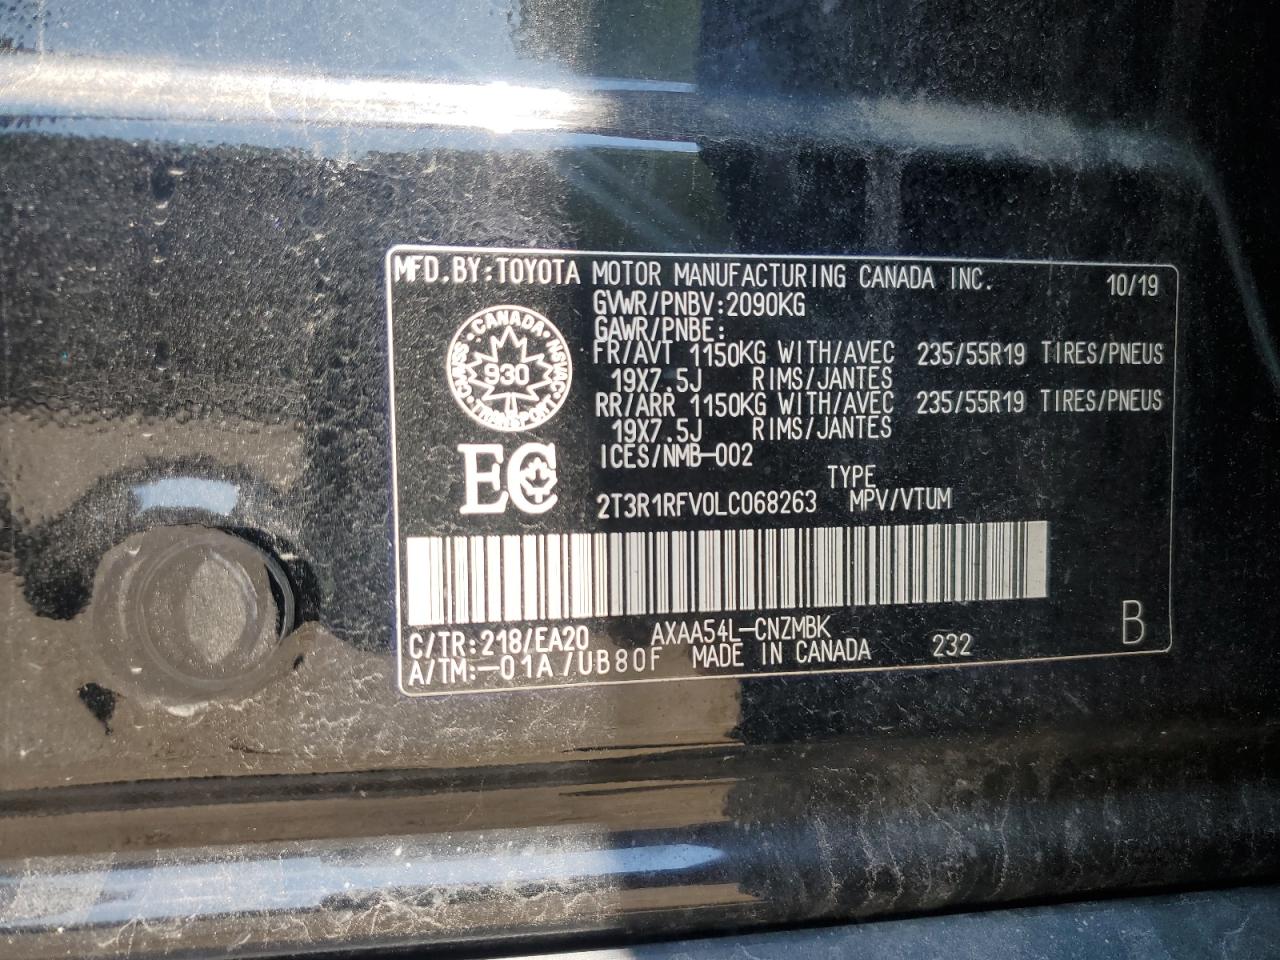 MFD.BY:TOYOTA MOTOR MANUFACTURING CANADA INC. 10/19
GVWR/PNBV:2090KG
GAWR/PNBE:
FR/AVT 1150KG WITH/AVEC 235/55R19 TIRES/PNEUS
19X7.5J RIMS/JANTES
RR/ARR 1150KG WITH/AVEC 235/55R19 TIRES/PNEUS
19X7.5J RIMS/JANTES
ICES/NMB-002
CANADA
CMVSS 930 NSVAC
TRANSPORT
EC
TYPE
2T3R1RFV0LC068263 MPV/VTUM
C/TR:218/EA20 AXAA54L-CNZMBK
A/TM:-01A/UB80F MADE IN CANADA 232 B